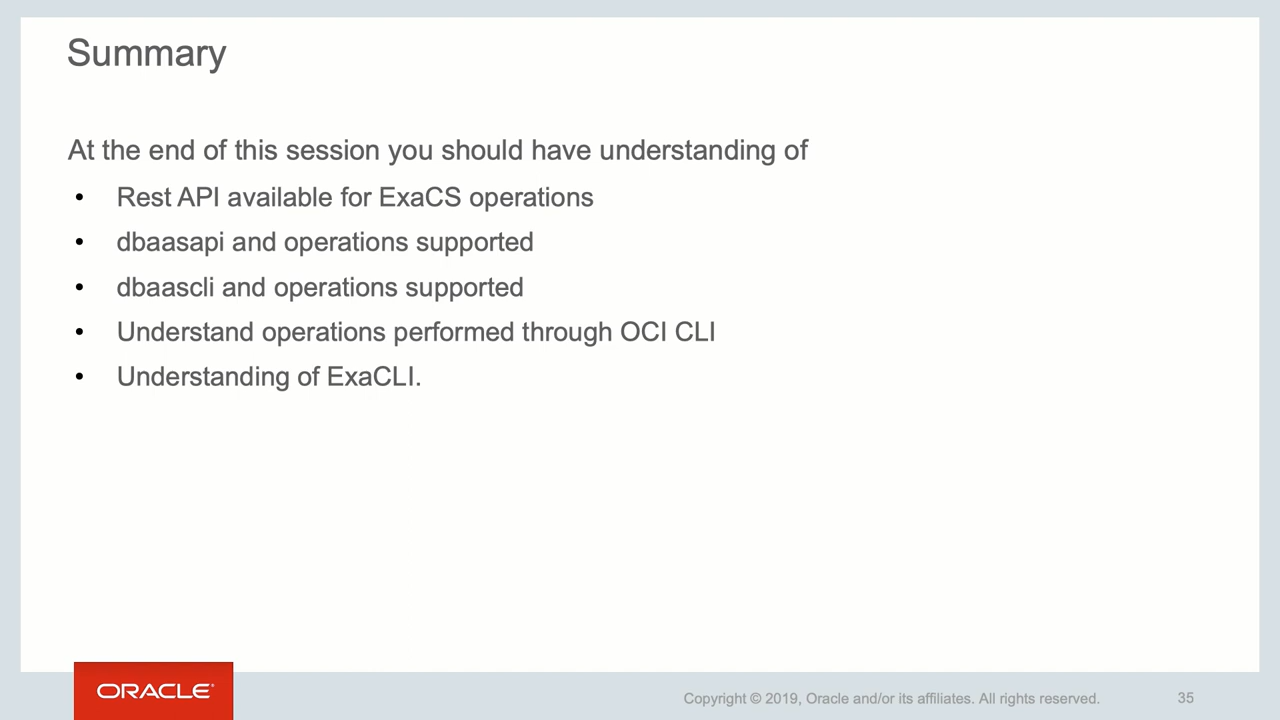 Summary
At the end of this session you should have understanding of
• Rest API available for ExaCS operations
• dbaasapi and operations supported
• dbaascli and operations supported
• Understand operations performed through OCI CLI
• Understanding of ExaCLI.
ORACLE®
Copyright © 2019, Oracle and/or its affiliates. All rights reserved.
35